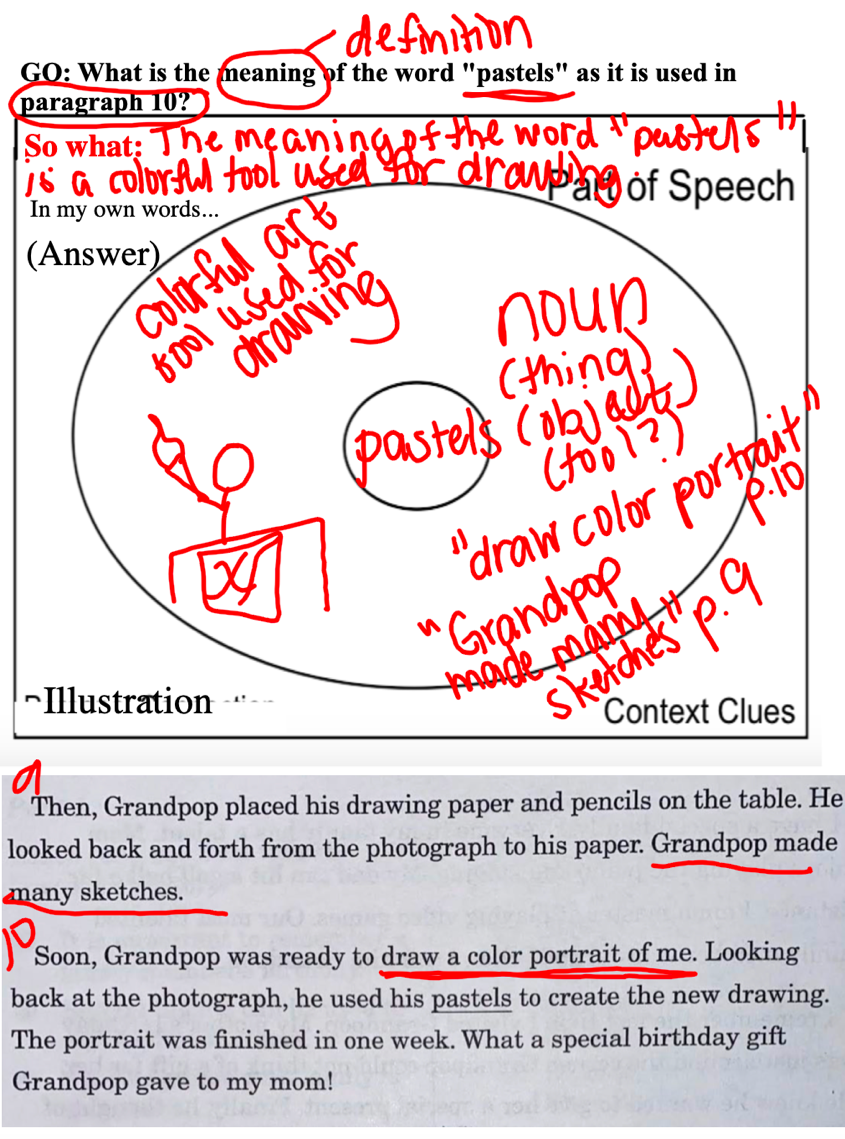 definition
GO: What is the meaning of the word "pastels" as it is used in
paragraph 10?
So what: The meaning of the word "pastels"
is a colorful tool used for drawing.
Part of Speech
In my own words...
(Answer)
colorful art
tool used for
drawing
noun
(thing)
(object)
(tool?)
pastels
"draw color portrait"
p.10
"Grandpop
made many
sketches" p.9
Illustration
Context Clues
9
Then, Grandpop placed his drawing paper and pencils on the table. He
looked back and forth from the photograph to his paper. Grandpop made
many sketches.
10
Soon, Grandpop was ready to draw a color portrait of me. Looking
back at the photograph, he used his pastels to create the new drawing.
The portrait was finished in one week. What a special birthday gift
Grandpop gave to my mom!